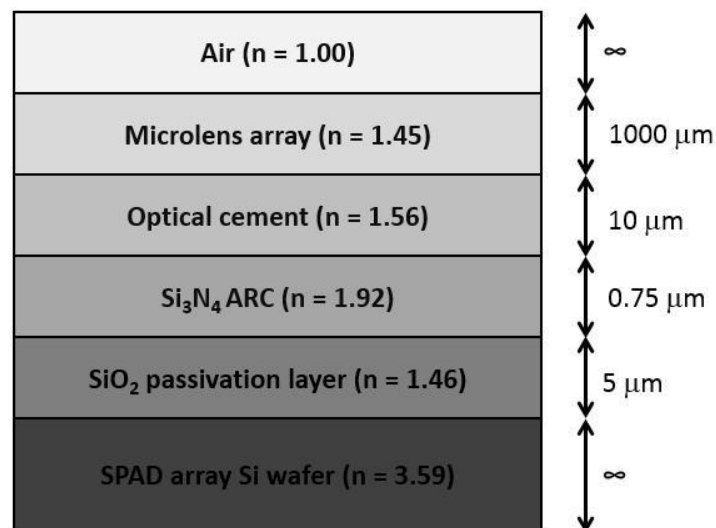 Air (n = 1.00)
∞
Microlens array (n = 1.45)
1000 μm
Optical cement (n = 1.56)
10 μm
Si₃N₄ ARC (n = 1.92)
0.75 μm
SiO₂ passivation layer (n = 1.46)
5 μm
SPAD array Si wafer (n = 3.59)
∞